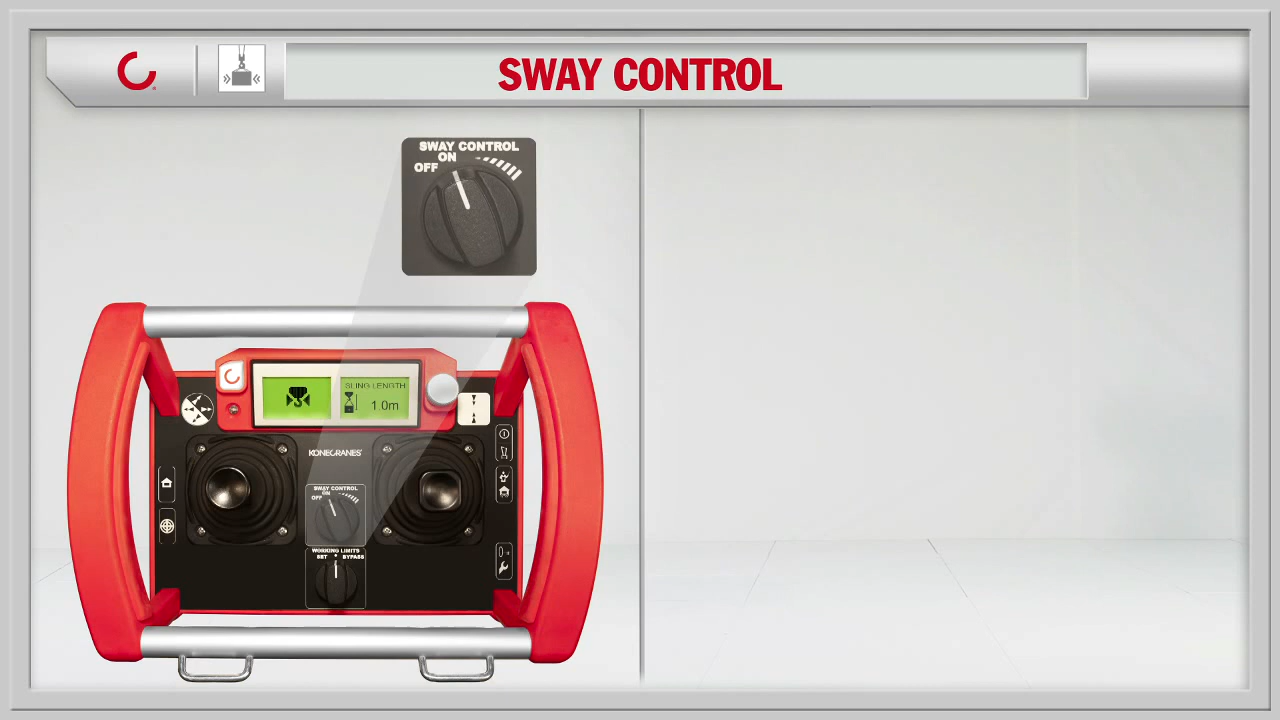 SWAY CONTROL
SWAY CONTROL
ON
OFF
SLING LENGTH
1.0m
KONECRANES
SWAY CONTROL
ON
OFF
WORKING LIMITS
SET BYPASS